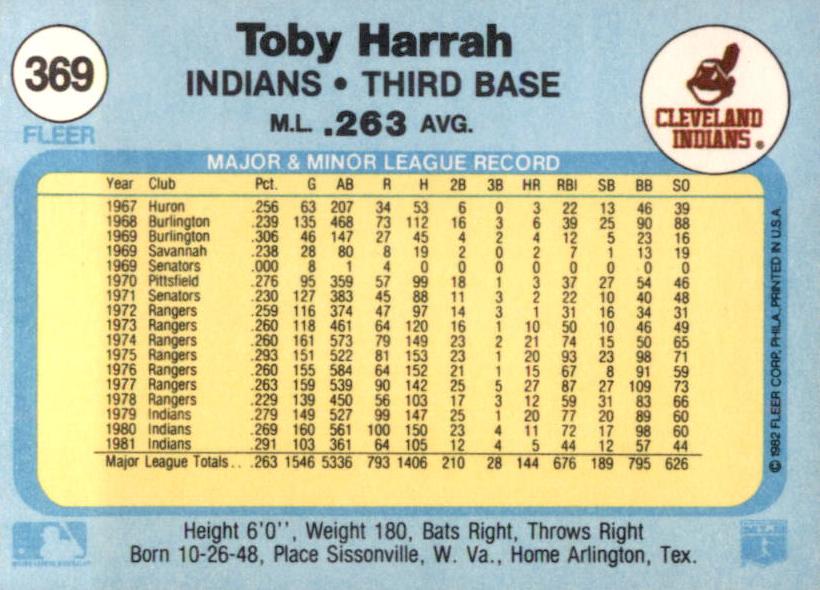 369
FLEER
Toby Harrah
INDIANS • THIRD BASE
M.L. .263 AVG.
CLEVELAND
INDIANS®
MAJOR & MINOR LEAGUE RECORD
Year Club Pct. G AB R H 2B 3B HR RBI SB BB SO
1967 Huron .256 63 207 34 53 6 0 3 22 13 46 39
1968 Burlington .239 135 468 73 112 16 3 6 39 25 90 88
1969 Burlington .306 46 147 27 45 4 2 4 12 5 23 16
1969 Savannah .238 28 80 8 19 2 0 2 7 1 13 19
1969 Senators .000 8 1 4 0 0 0 0 0 0 0 0
1970 Pittsfield .276 95 359 57 99 18 1 3 37 27 54 46
1971 Senators .230 127 383 45 88 11 3 2 22 10 40 48
1972 Rangers .259 116 374 47 97 14 3 1 31 16 34 31
1973 Rangers .260 118 461 64 120 16 1 10 50 10 46 49
1974 Rangers .260 161 573 79 149 23 2 21 74 15 50 65
1975 Rangers .293 151 522 81 153 23 1 20 93 23 98 71
1976 Rangers .260 155 584 64 152 21 1 15 67 8 91 59
1977 Rangers .263 159 539 90 142 25 5 27 87 27 109 73
1978 Rangers .229 139 450 56 103 17 3 12 59 31 83 66
1979 Indians .279 149 527 99 147 25 1 20 77 20 89 60
1980 Indians .269 160 561 100 150 23 4 11 72 17 98 60
1981 Indians .291 103 361 64 105 12 4 5 44 12 57 44
Major League Totals . . .263 1546 5336 793 1406 210 28 144 676 189 795 626
© 1982 FLEER CORP. PHILA. PRINTED IN U.S.A.
Height 6'0'', Weight 180, Bats Right, Throws Right
Born 10-26-48, Place Sissonville, W. Va., Home Arlington, Tex.